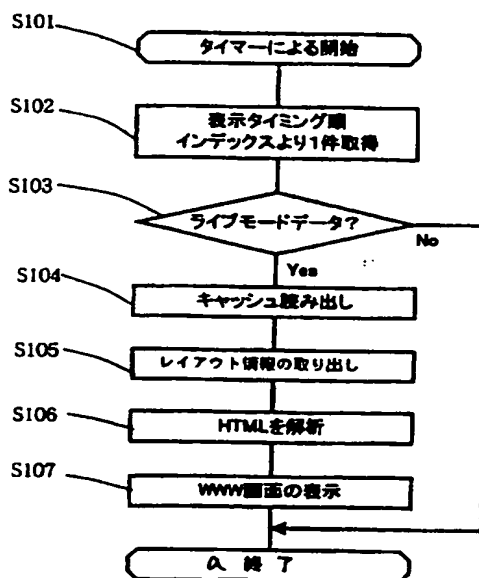 S101
タイマーによる開始
S102
表示タイミング順
インデックスより1件取得
S103
ライブモードデータ?
No
Yes
S104
キャッシュ読み出し
S105
レイアウト情報の取り出し
S106
HTMLを解析
S107
WWW画面の表示
a 終了